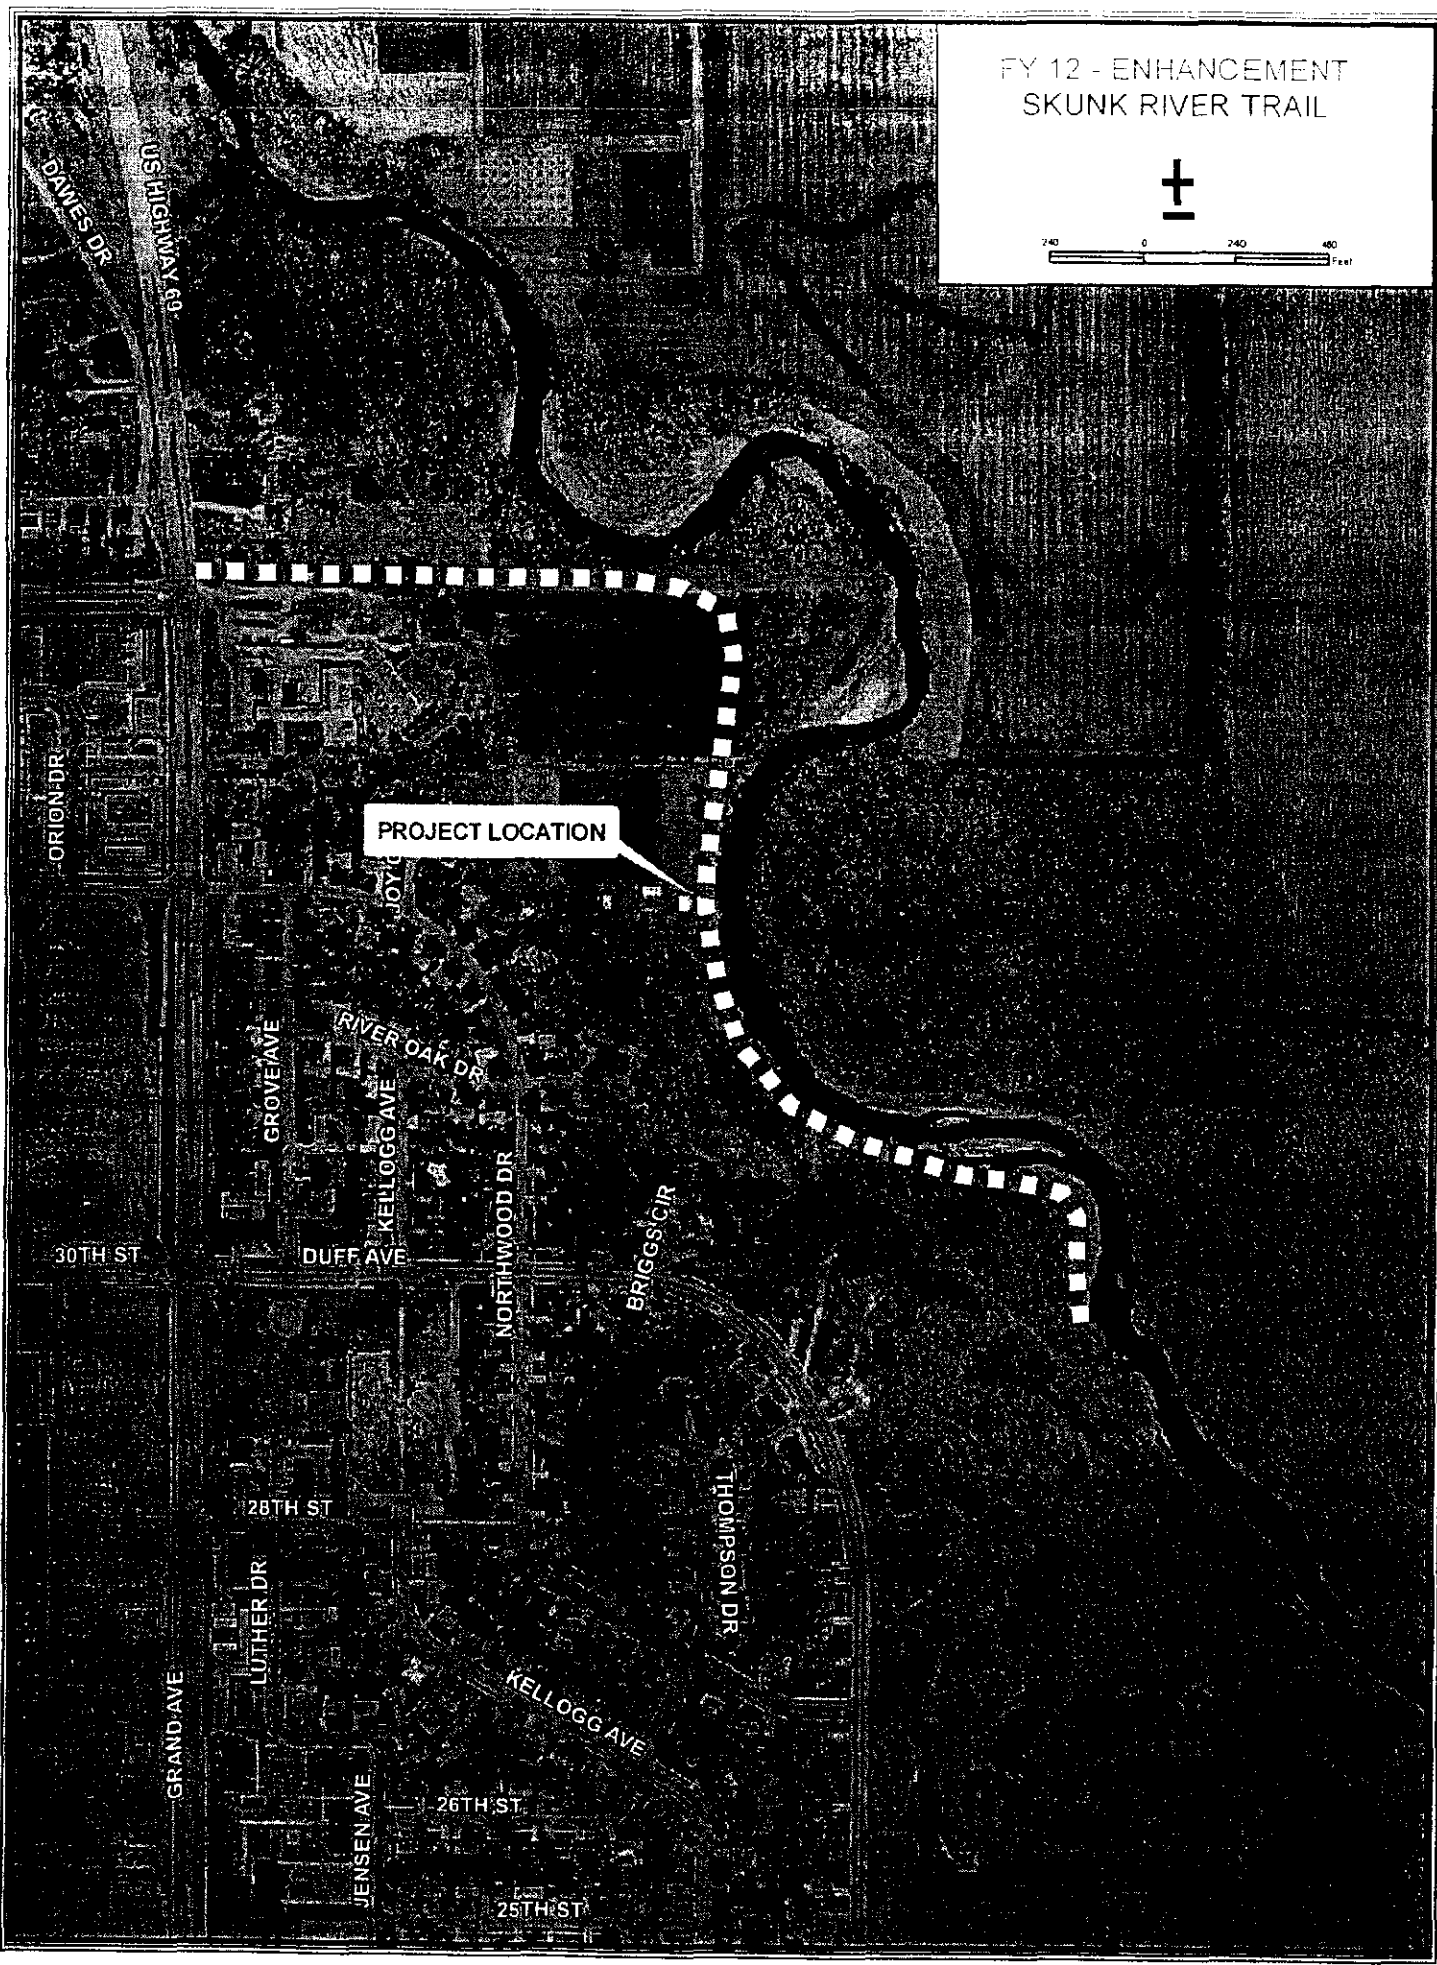 FY 12 - ENHANCEMENT
SKUNK RIVER TRAIL
240 0 240 480
Feet
DAWES DR
US HIGHWAY 69
ORION DR
PROJECT LOCATION
GROVE AVE
RIVER OAK DR
KELLOGG AVE
NORTHWOOD DR
BRIGGS CIR
30TH ST
DUFF AVE
28TH ST
THOMPSON DR
LUTHER DR
KELLOGG AVE
GRAND AVE
JENSEN AVE
26TH ST
25TH ST